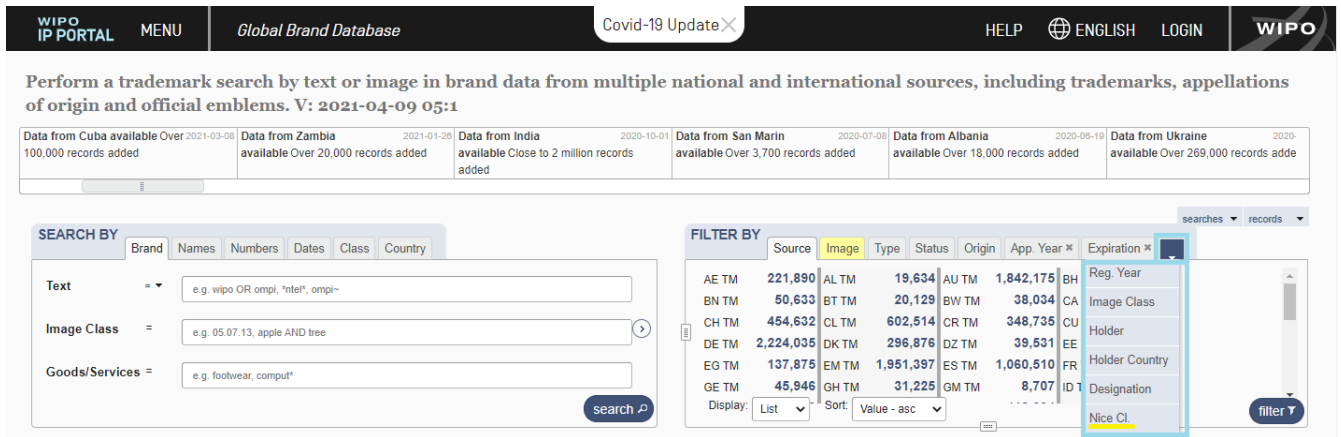 WIPO
IP PORTAL
MENU
Global Brand Database
Covid-19 Update
HELP
ENGLISH
LOGIN
WIPO
Perform a trademark search by text or image in brand data from multiple national and international sources, including trademarks, appellations
of origin and official emblems. V: 2021-04-09 05:1
Data from Cuba available Over 2021-03-08
100,000 records added
Data from Zambia 2021-01-26
available Over 20,000 records added
Data from India 2020-10-01
available Close to 2 million records
added
Data from San Marin 2020-07-08
available Over 3,700 records added
Data from Albania 2020-06-19
available Over 18,000 records added
Data from Ukraine 2020-
available Over 269,000 records adde
searches records
SEARCH BY
Brand Names Numbers Dates Class Country
Text = e.g. wipo OR ompi, *ntel*, ompi~
Image Class = e.g. 05.07.13, apple AND tree
Goods/Services = e.g. footwear, comput*
search
FILTER BY
Source Image Type Status Origin App. Year × Expiration ×
AE TM 221,890 AL TM 19,634 AU TM 1,842,175 BH
BN TM 50,633 BT TM 20,129 BW TM 38,034 CA
CH TM 454,632 CL TM 602,514 CR TM 348,735 CU
DE TM 2,224,035 DK TM 296,876 DZ TM 39,531 EE
EG TM 137,875 EM TM 1,951,397 ES TM 1,060,510 FR
GE TM 45,946 GH TM 31,225 GM TM 8,707 ID T
Reg. Year
Image Class
Holder
Holder Country
Designation
Nice Cl.
Display: List Sort: Value - asc
filter